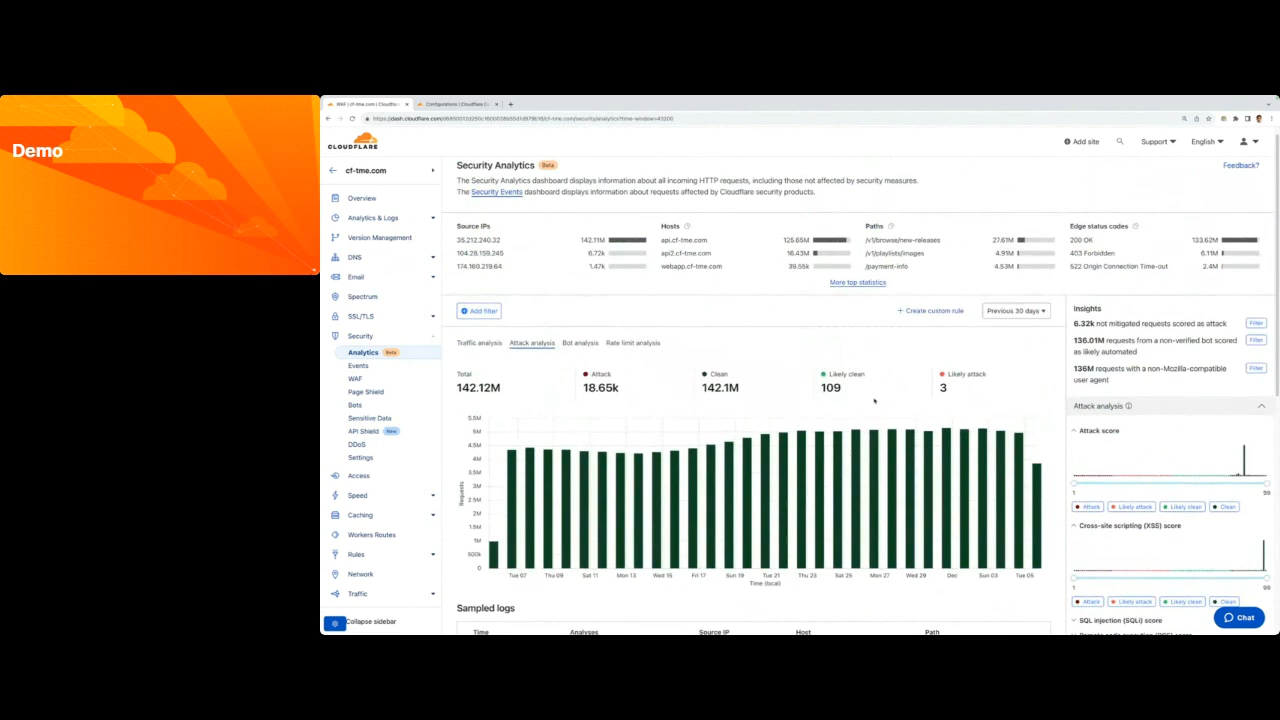 Demo
WAF | cf-tme.com | Cloudfla
Configurations | Cloudflare
https://dash.cloudflare.com/
CLOUDFLARE
Add site
Support
English
cf-tme.com
Overview
Analytics & Logs
Version Management
DNS
Email
Spectrum
SSL/TLS
Security
Analytics Beta
Events
WAF
Page Shield
Bots
Sensitive Data
API Shield New
DDoS
Settings
Access
Speed
Caching
Workers Routes
Rules
Network
Traffic
Collapse sidebar
Security Analytics Beta
Feedback?
The Security Analytics dashboard displays information about all incoming HTTP requests, including those not affected by security measures.
The Security Events dashboard displays information about requests affected by Cloudflare security products.
Source IPs
35.212.240.32 142.11M
104.28.159.245 6.72k
174.160.219.64 1.47k
Hosts
api.cf-tme.com 125.65M
api2.cf-tme.com 16.43M
webapp.cf-tme.com 39.55k
Paths
/v1/browse/new-releases 27.61M
/v1/playlists/images 4.91M
/payment-info 4.53M
Edge status codes
200 OK 133.62M
403 Forbidden 6.11M
522 Origin Connection Time-out 2.4M
More top statistics
Add filter
+ Create custom rule
Previous 30 days
Traffic analysis
Attack analysis
Bot analysis
Rate limit analysis
Total
142.12M
Attack
18.65k
Clean
142.1M
Likely clean
109
Likely attack
3
Requests
5.5M
5M
4.5M
4M
3.5M
3M
2.5M
2M
1.5M
1M
500k
0
Tue 07 Thu 09 Sat 11 Mon 13 Wed 15 Fri 17 Sun 19 Tue 21 Thu 23 Sat 25 Mon 27 Wed 29 Dec Sun 03 Tue 05
Time (local)
Sampled logs
Time Analyses Source IP Host Path
Insights
6.32k not mitigated requests scored as attack
Filter
136.01M requests from a non-verified bot scored
as likely automated
Filter
136M requests with a non-Mozilla-compatible
user agent
Filter
Attack analysis
Attack score
1 99
Attack Likely attack Likely clean Clean
Cross-site scripting (XSS) score
1 99
Attack Likely attack Likely clean Clean
SQL injection (SQLi) score
Chat